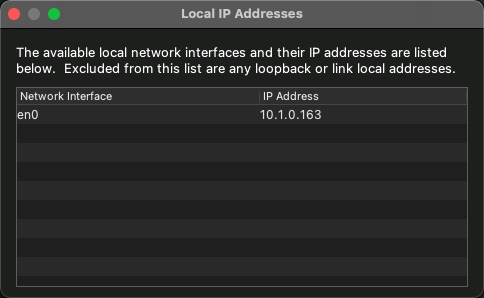 Local IP Addresses
The available local network interfaces and their IP addresses are listed
below.  Excluded from this list are any loopback or link local addresses.
Network Interface IP Address
en0 10.1.0.163